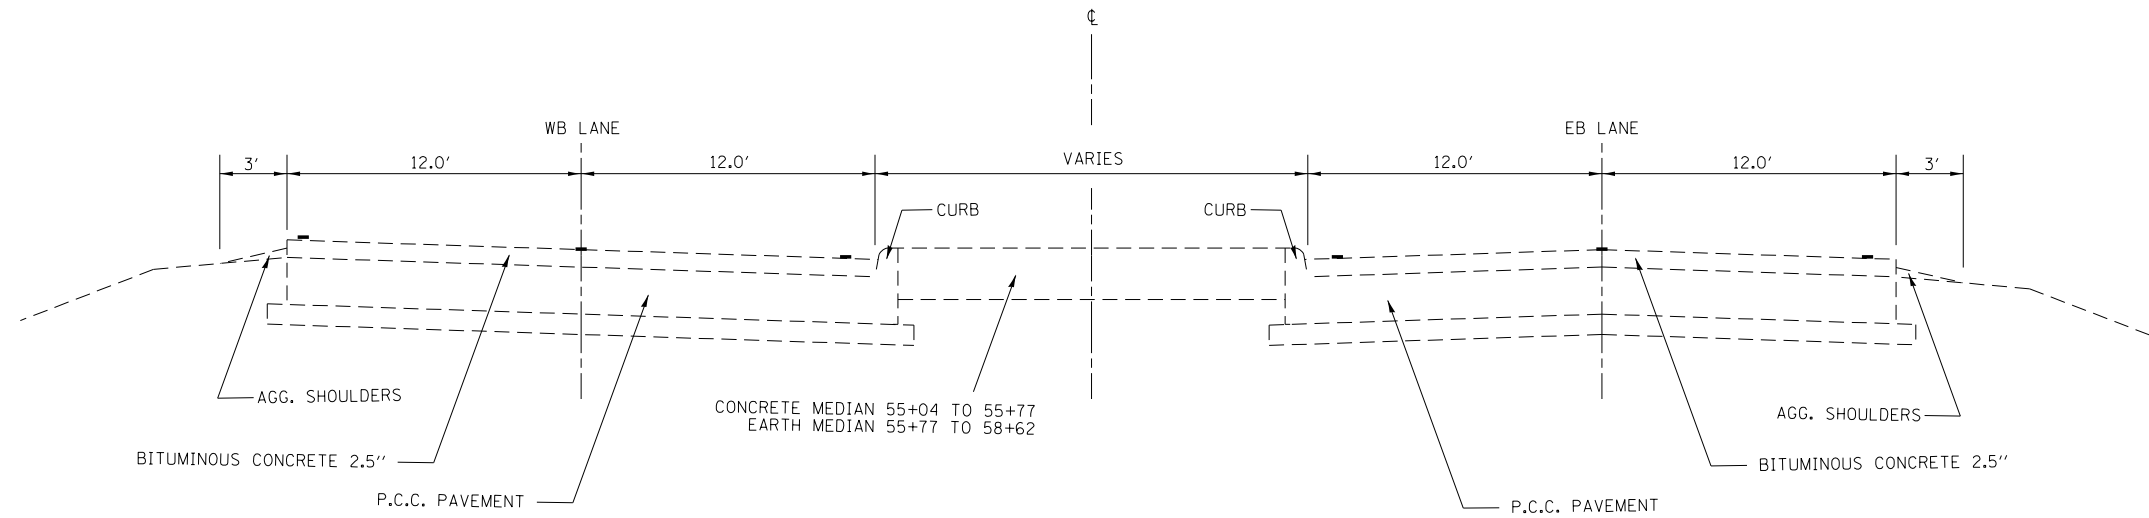 ℄
WB LANE
EB LANE
3' 12.0' 12.0' VARIES 12.0' 12.0' 3'
CURB
CURB
AGG. SHOULDERS
CONCRETE MEDIAN 55+04 TO 55+77
EARTH MEDIAN 55+77 TO 58+62
AGG. SHOULDERS
BITUMINOUS CONCRETE 2.5''
BITUMINOUS CONCRETE 2.5''
P.C.C. PAVEMENT
P.C.C. PAVEMENT